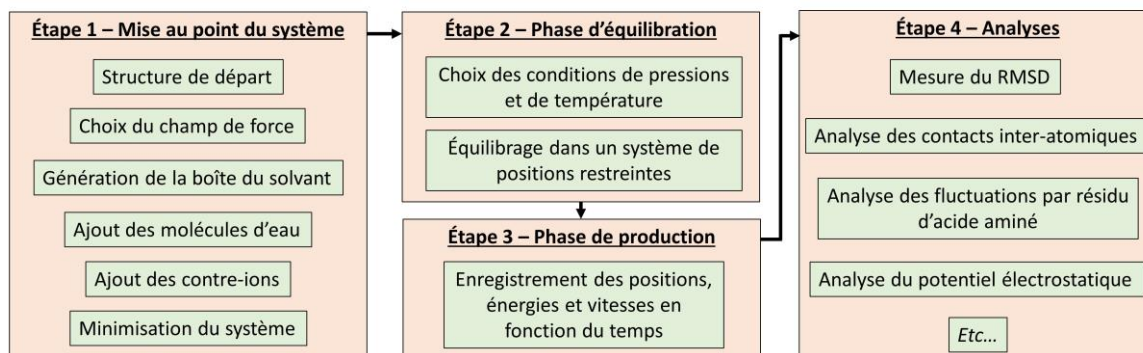 Étape 1 – Mise au point du système
Structure de départ
Choix du champ de force
Génération de la boîte du solvant
Ajout des molécules d'eau
Ajout des contre-ions
Minimisation du système
Étape 2 – Phase d'équilibration
Choix des conditions de pressions
et de température
Équilibrage dans un système de
positions restreintes
Étape 3 – Phase de production
Enregistrement des positions,
énergies et vitesses en
fonction du temps
Étape 4 – Analyses
Mesure du RMSD
Analyse des contacts inter-atomiques
Analyse des fluctuations par résidu
d'acide aminé
Analyse du potentiel électrostatique
Etc...